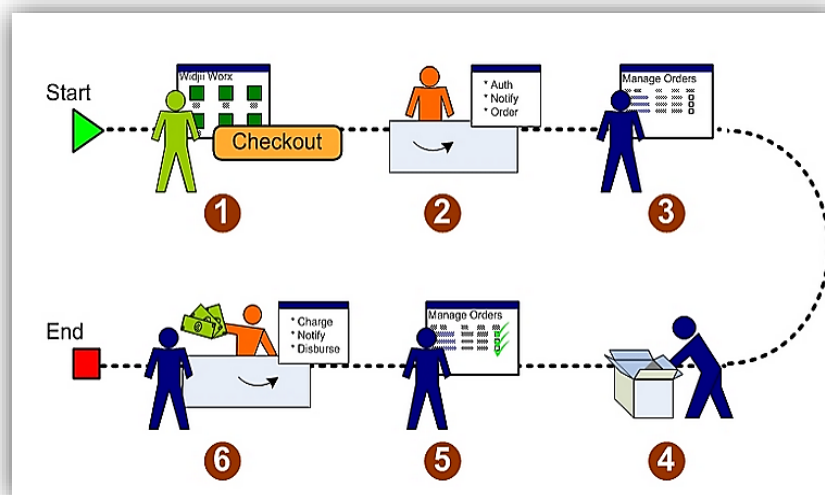 Start
Widjii Worx
Checkout
* Auth
* Notify
* Order
Manage Orders
1
2
3
End
* Charge
* Notify
* Disburse
Manage Orders
6
5
4